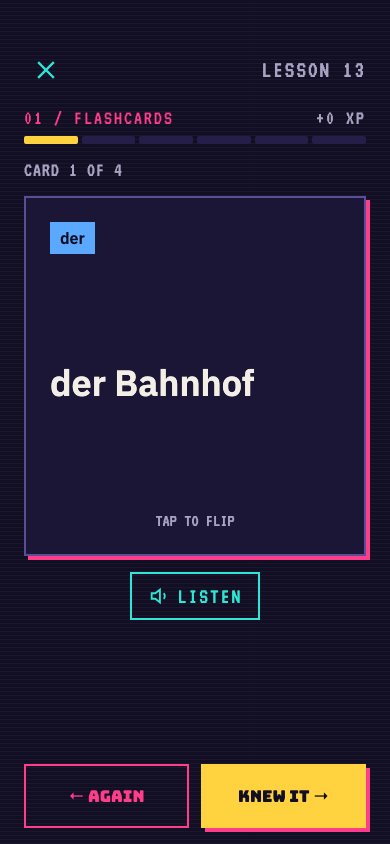 LESSON 13
01 / FLASHCARDS
+0 XP
CARD 1 OF 4
der
der Bahnhof
TAP TO FLIP
LISTEN
← AGAIN
KNEW IT →